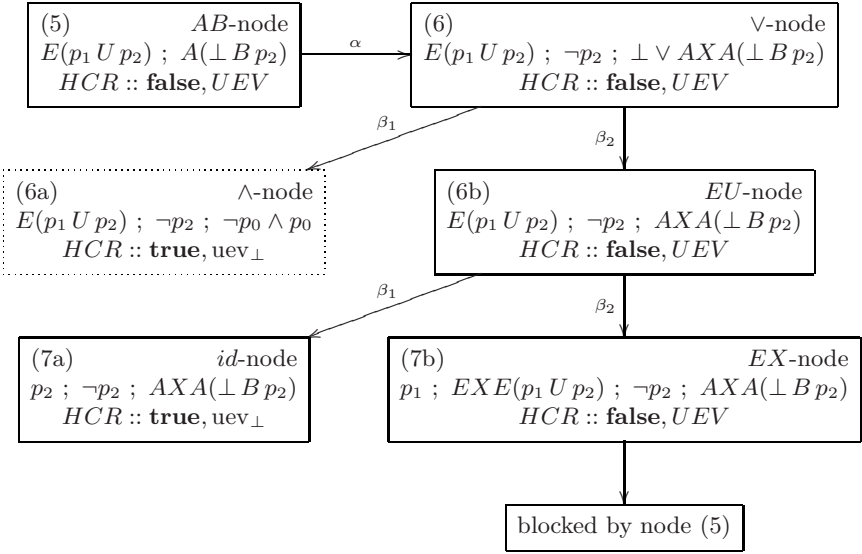 (5) AB-node
E(p₁ U p₂) ; A(⊥ B p₂)
HCR :: false, UEV
α
(6) ∨-node
E(p₁ U p₂) ; ¬p₂ ; ⊥ ∨ AXA(⊥ B p₂)
HCR :: false, UEV
β₁
β₂
(6a) ∧-node
E(p₁ U p₂) ; ¬p₂ ; ¬p₀ ∧ p₀
HCR :: true, uev⊥
(6b) EU-node
E(p₁ U p₂) ; ¬p₂ ; AXA(⊥ B p₂)
HCR :: false, UEV
β₁
β₂
(7a) id-node
p₂ ; ¬p₂ ; AXA(⊥ B p₂)
HCR :: true, uev⊥
(7b) EX-node
p₁ ; EXE(p₁ U p₂) ; ¬p₂ ; AXA(⊥ B p₂)
HCR :: false, UEV
blocked by node (5)